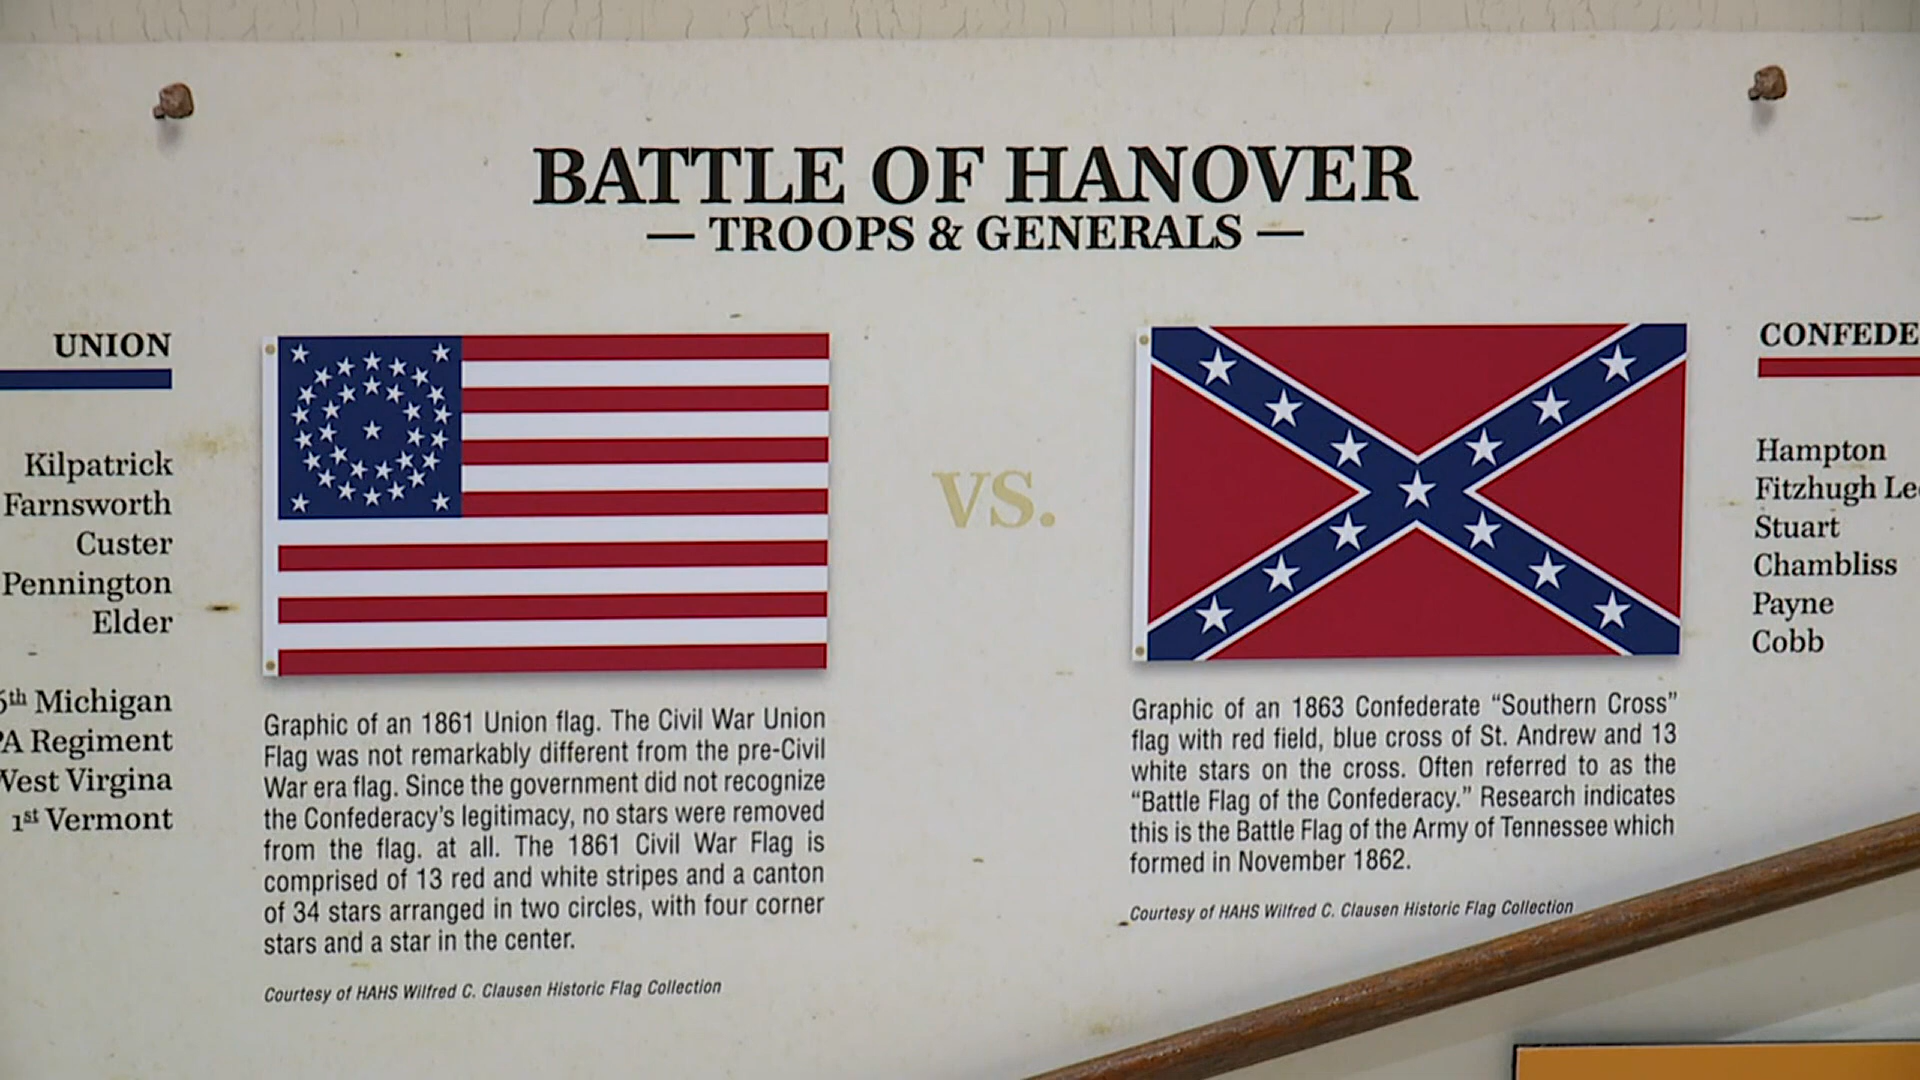 BATTLE OF HANOVER
— TROOPS & GENERALS —
UNION
Kilpatrick
Farnsworth
Custer
Pennington
Elder
5th Michigan
PA Regiment
West Virgina
1st Vermont
Graphic of an 1861 Union flag. The Civil War Union
Flag was not remarkably different from the pre-Civil
War era flag. Since the government did not recognize
the Confederacy's legitimacy, no stars were removed
from the flag. at all. The 1861 Civil War Flag is
comprised of 13 red and white stripes and a canton
of 34 stars arranged in two circles, with four corner
stars and a star in the center.
Courtesy of HAHS Wilfred C. Clausen Historic Flag Collection
VS.
Graphic of an 1863 Confederate “Southern Cross”
flag with red field, blue cross of St. Andrew and 13
white stars on the cross. Often referred to as the
“Battle Flag of the Confederacy.” Research indicates
this is the Battle Flag of the Army of Tennessee which
formed in November 1862.
Courtesy of HAHS Wilfred C. Clausen Historic Flag Collection
CONFEDE
Hampton
Fitzhugh Lee
Stuart
Chambliss
Payne
Cobb